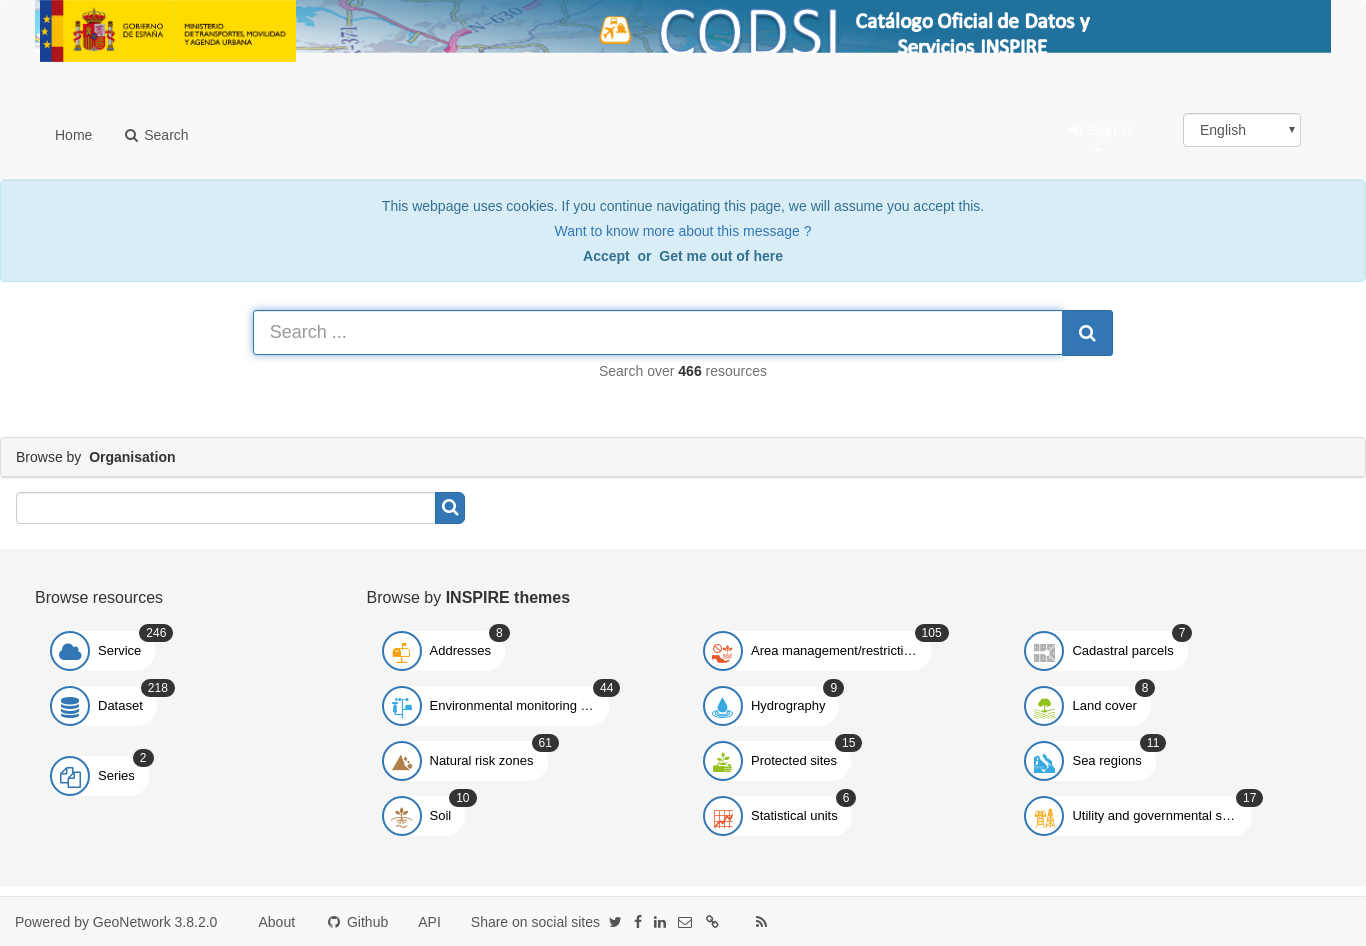 GOBIERNO
DE ESPAÑA
MINISTERIO
DE TRANSPORTES, MOVILIDAD
Y AGENDA URBANA
N-630
CODSI
Catálogo Oficial de Datos y
Servicios INSPIRE
Home
Search
Sign in
English
This webpage uses cookies. If you continue navigating this page, we will assume you accept this.
Want to know more about this message ?
Accept or Get me out of here
Search ...
Search over 466 resources
Browse by Organisation
Browse resources
Browse by INSPIRE themes
Service 246
Dataset 218
Series 2
Addresses 8
Area management/restricti… 105
Cadastral parcels 7
Environmental monitoring … 44
Hydrography 9
Land cover 8
Natural risk zones 61
Protected sites 15
Sea regions 11
Soil 10
Statistical units 6
Utility and governmental s… 17
Powered by GeoNetwork 3.8.2.0
About
Github
API
Share on social sites